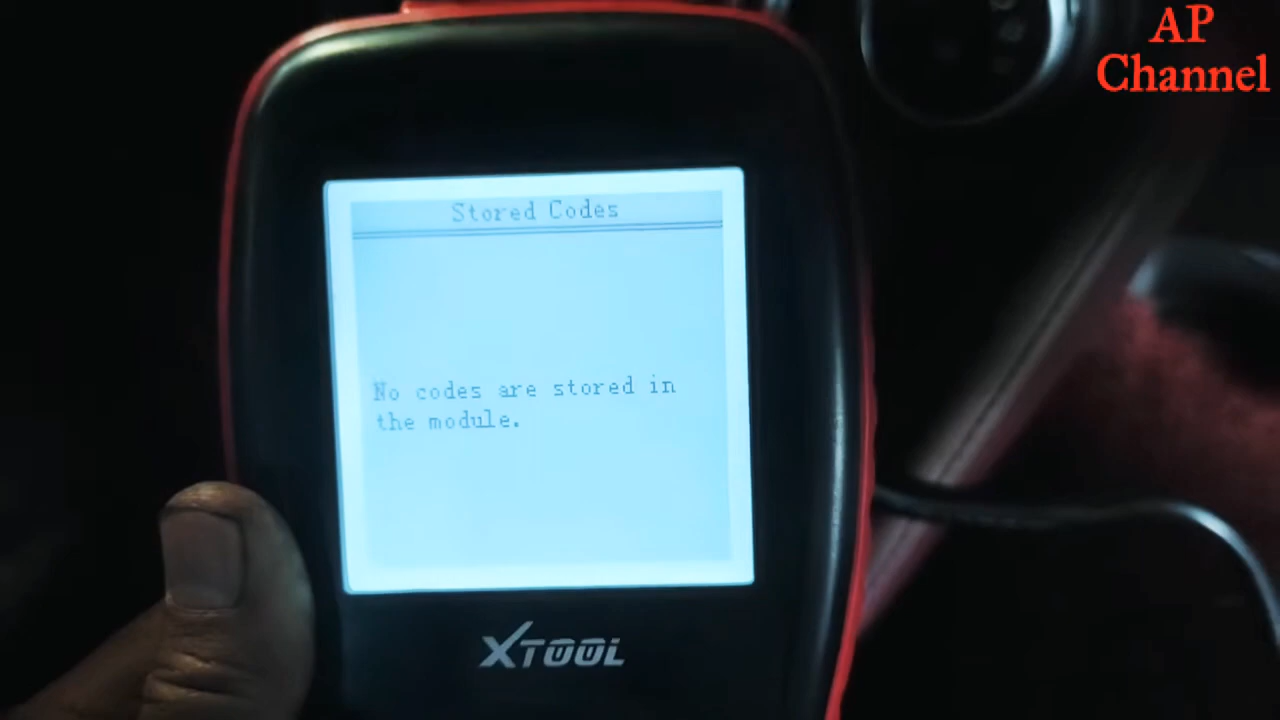 AP
Channel
Stored Codes
No codes are stored in
the module.
XTOOL